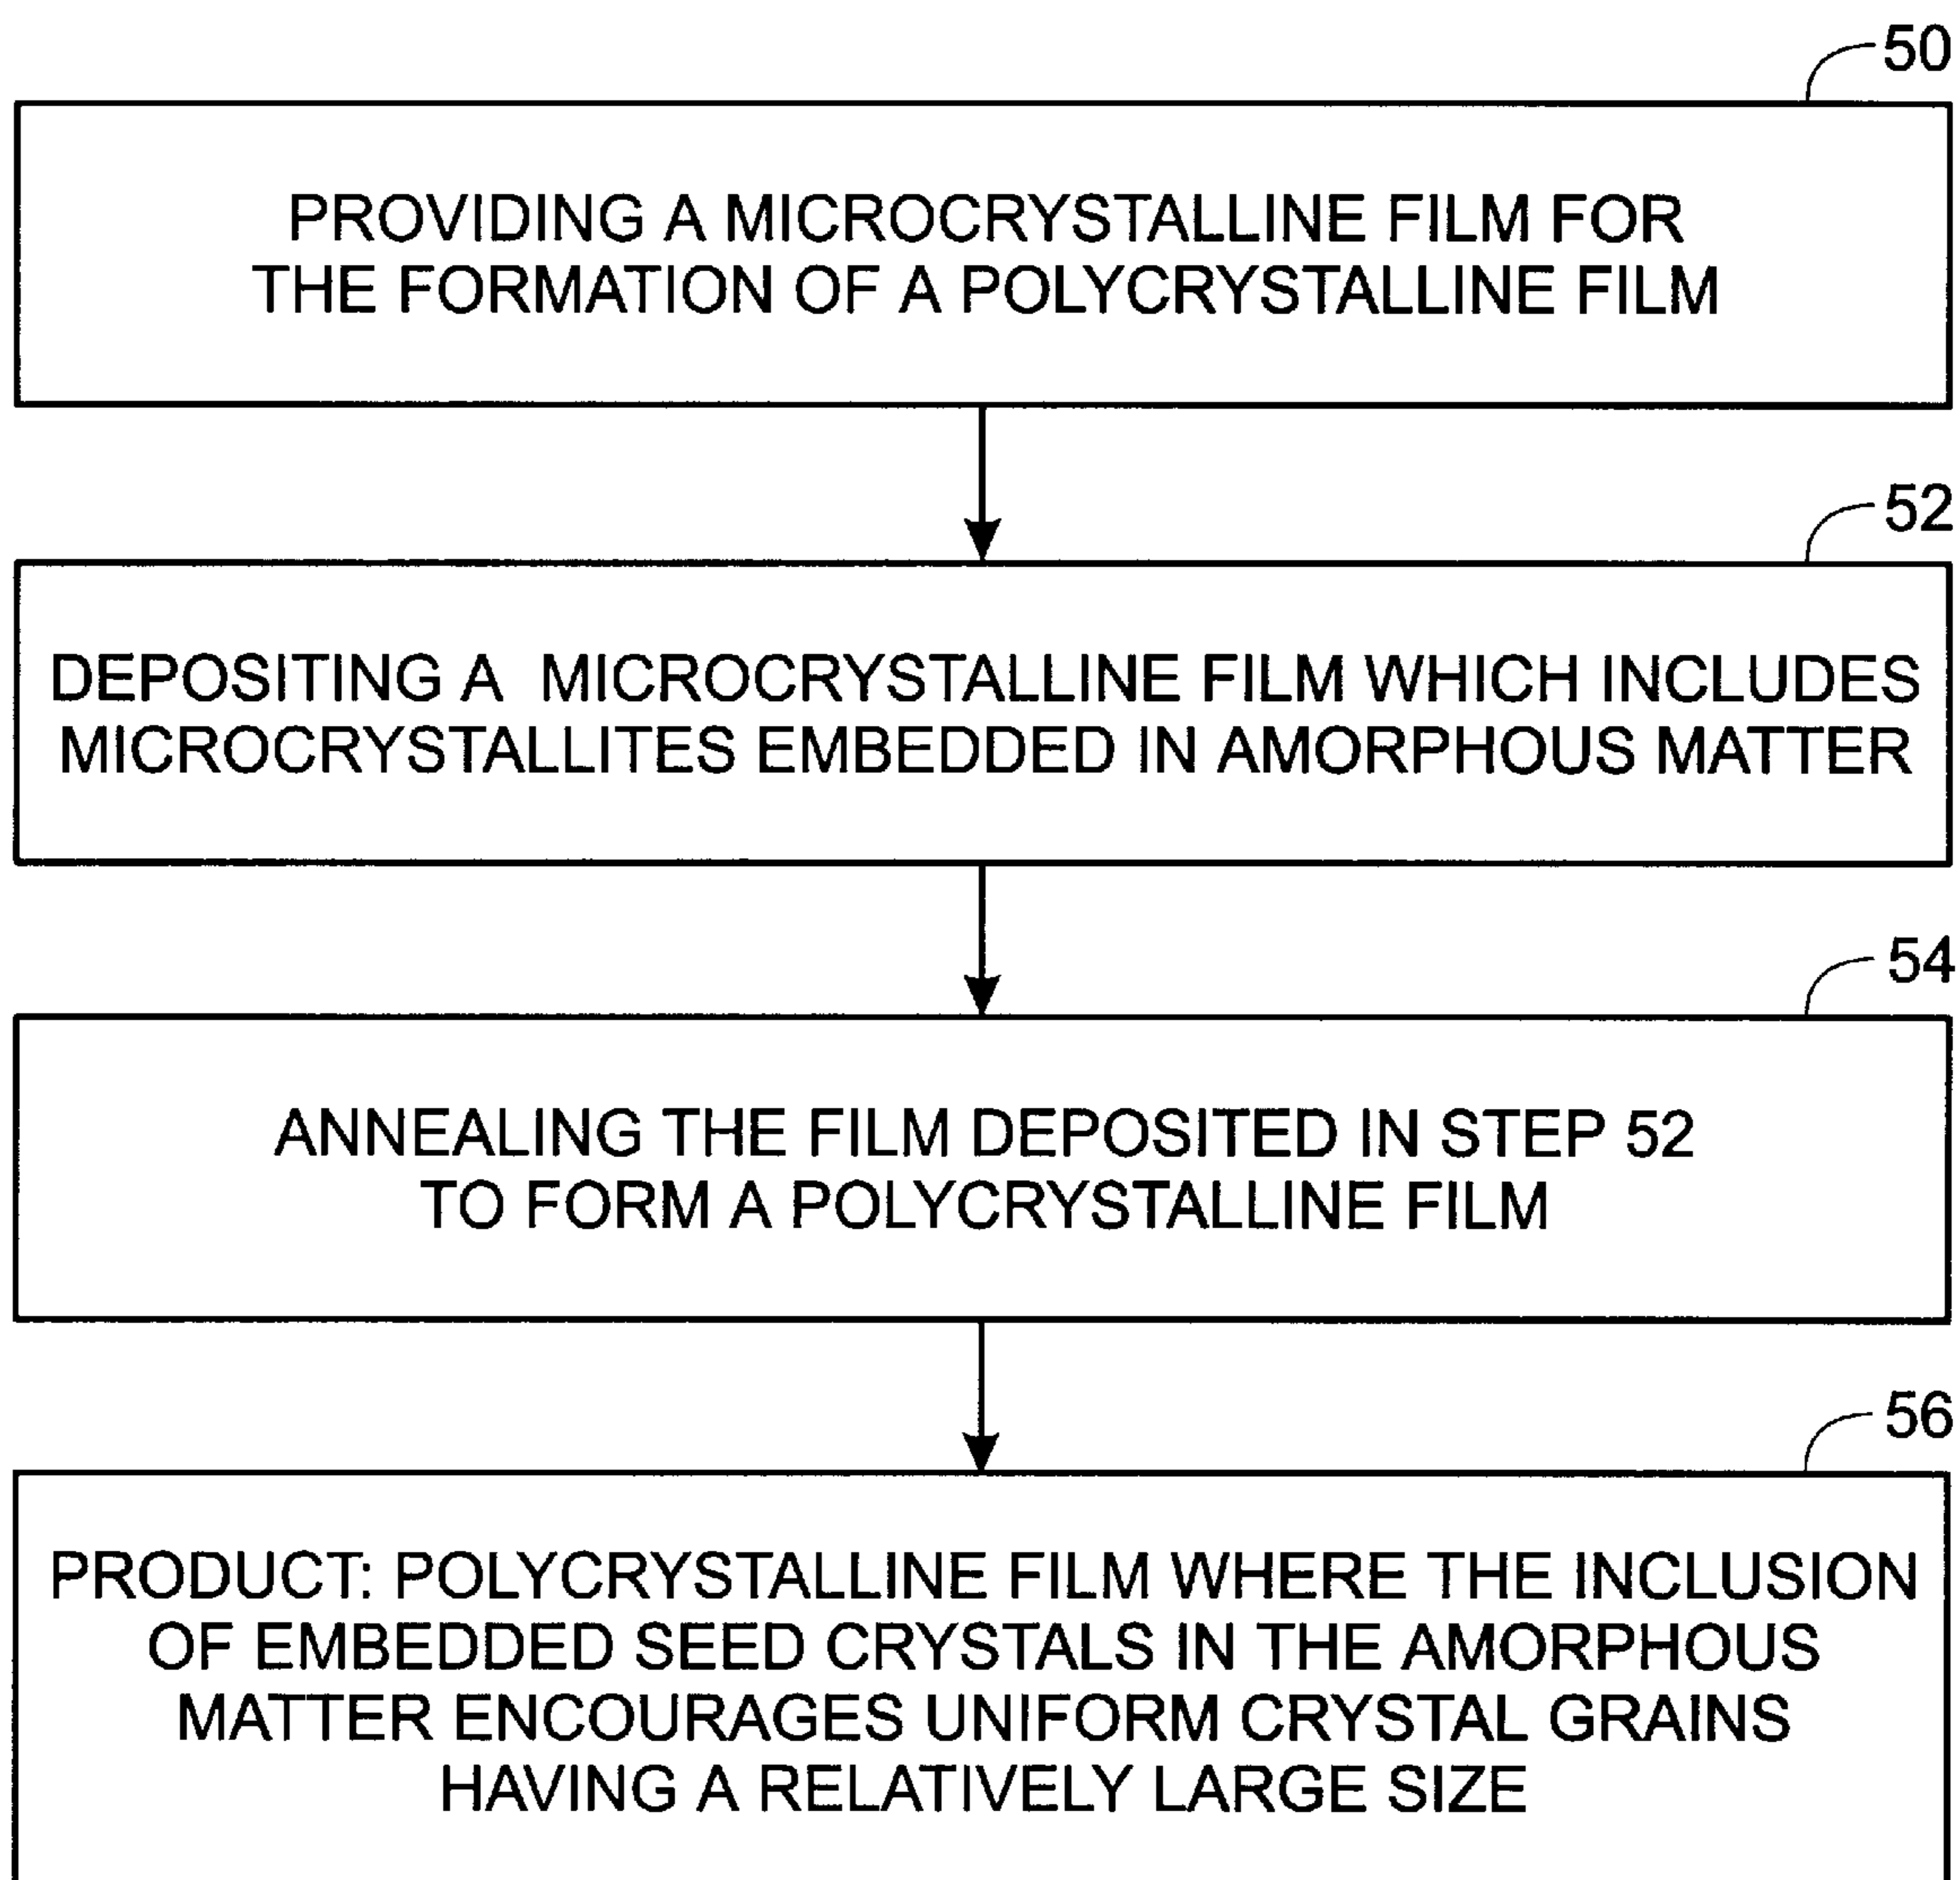 50
PROVIDING A MICROCRYSTALLINE FILM FOR
THE FORMATION OF A POLYCRYSTALLINE FILM
52
DEPOSITING A MICROCRYSTALLINE FILM WHICH INCLUDES
MICROCRYSTALLITES EMBEDDED IN AMORPHOUS MATTER
54
ANNEALING THE FILM DEPOSITED IN STEP 52
TO FORM A POLYCRYSTALLINE FILM
56
PRODUCT: POLYCRYSTALLINE FILM WHERE THE INCLUSION
OF EMBEDDED SEED CRYSTALS IN THE AMORPHOUS
MATTER ENCOURAGES UNIFORM CRYSTAL GRAINS
HAVING A RELATIVELY LARGE SIZE